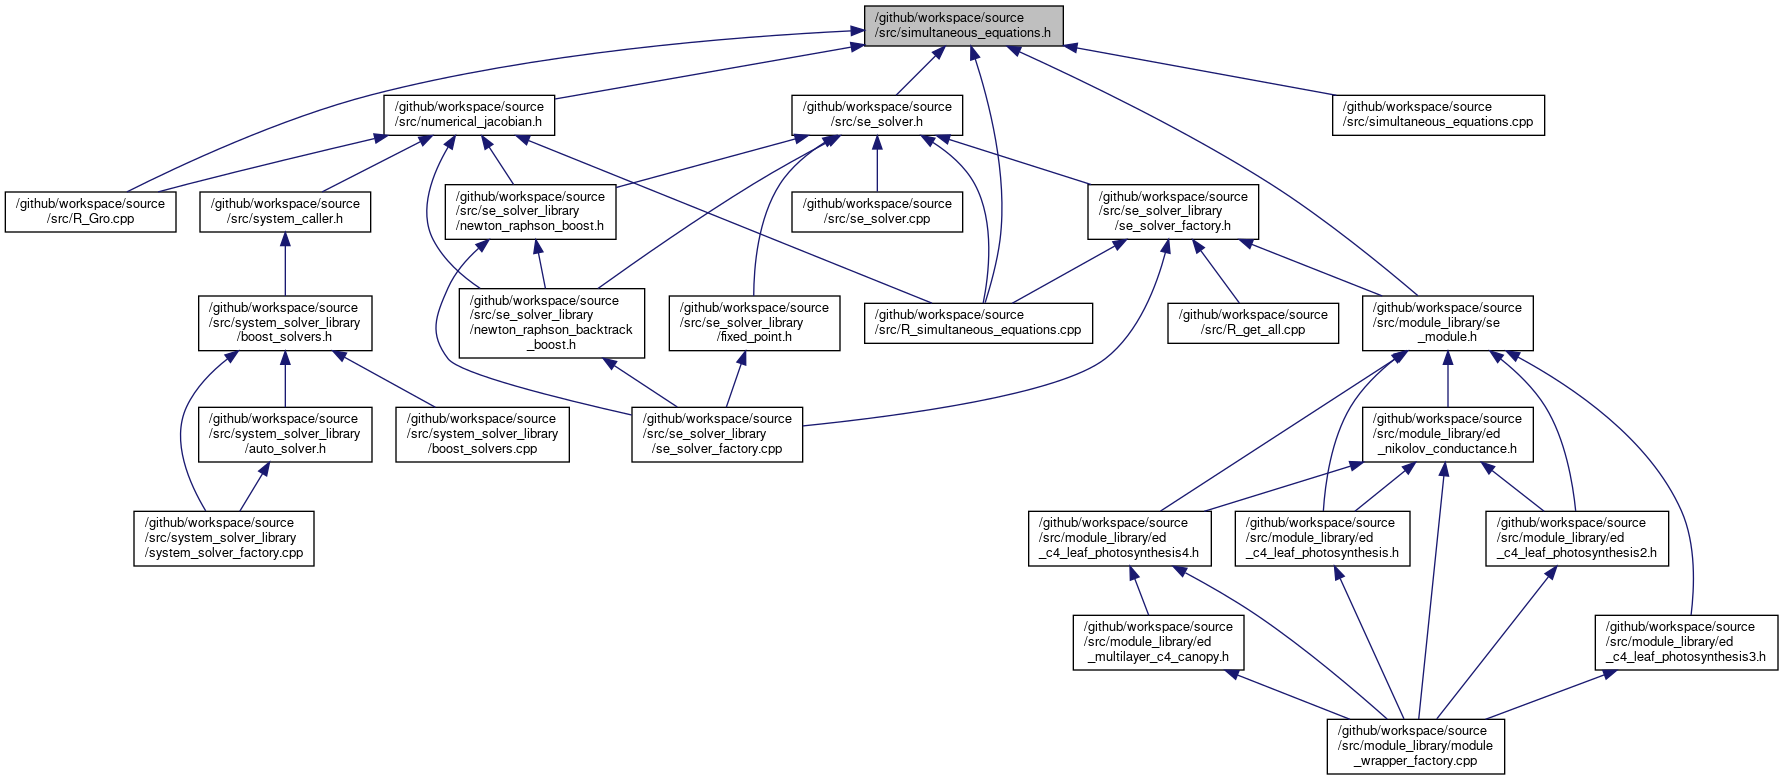 /github/workspace/source
/src/simultaneous_equations.h
/github/workspace/source
/src/numerical_jacobian.h
/github/workspace/source
/src/se_solver.h
/github/workspace/source
/src/simultaneous_equations.cpp
/github/workspace/source
/src/R_Gro.cpp
/github/workspace/source
/src/system_caller.h
/github/workspace/source
/src/se_solver_library
/newton_raphson_boost.h
/github/workspace/source
/src/se_solver.cpp
/github/workspace/source
/src/se_solver_library
/se_solver_factory.h
/github/workspace/source
/src/system_solver_library
/boost_solvers.h
/github/workspace/source
/src/se_solver_library
/newton_raphson_backtrack
_boost.h
/github/workspace/source
/src/se_solver_library
/fixed_point.h
/github/workspace/source
/src/R_simultaneous_equations.cpp
/github/workspace/source
/src/R_get_all.cpp
/github/workspace/source
/src/module_library/se
_module.h
/github/workspace/source
/src/system_solver_library
/auto_solver.h
/github/workspace/source
/src/system_solver_library
/boost_solvers.cpp
/github/workspace/source
/src/se_solver_library
/se_solver_factory.cpp
/github/workspace/source
/src/module_library/ed
_nikolov_conductance.h
/github/workspace/source
/src/system_solver_library
/system_solver_factory.cpp
/github/workspace/source
/src/module_library/ed
_c4_leaf_photosynthesis4.h
/github/workspace/source
/src/module_library/ed
_c4_leaf_photosynthesis.h
/github/workspace/source
/src/module_library/ed
_c4_leaf_photosynthesis2.h
/github/workspace/source
/src/module_library/ed
_multilayer_c4_canopy.h
/github/workspace/source
/src/module_library/ed
_c4_leaf_photosynthesis3.h
/github/workspace/source
/src/module_library/module
_wrapper_factory.cpp